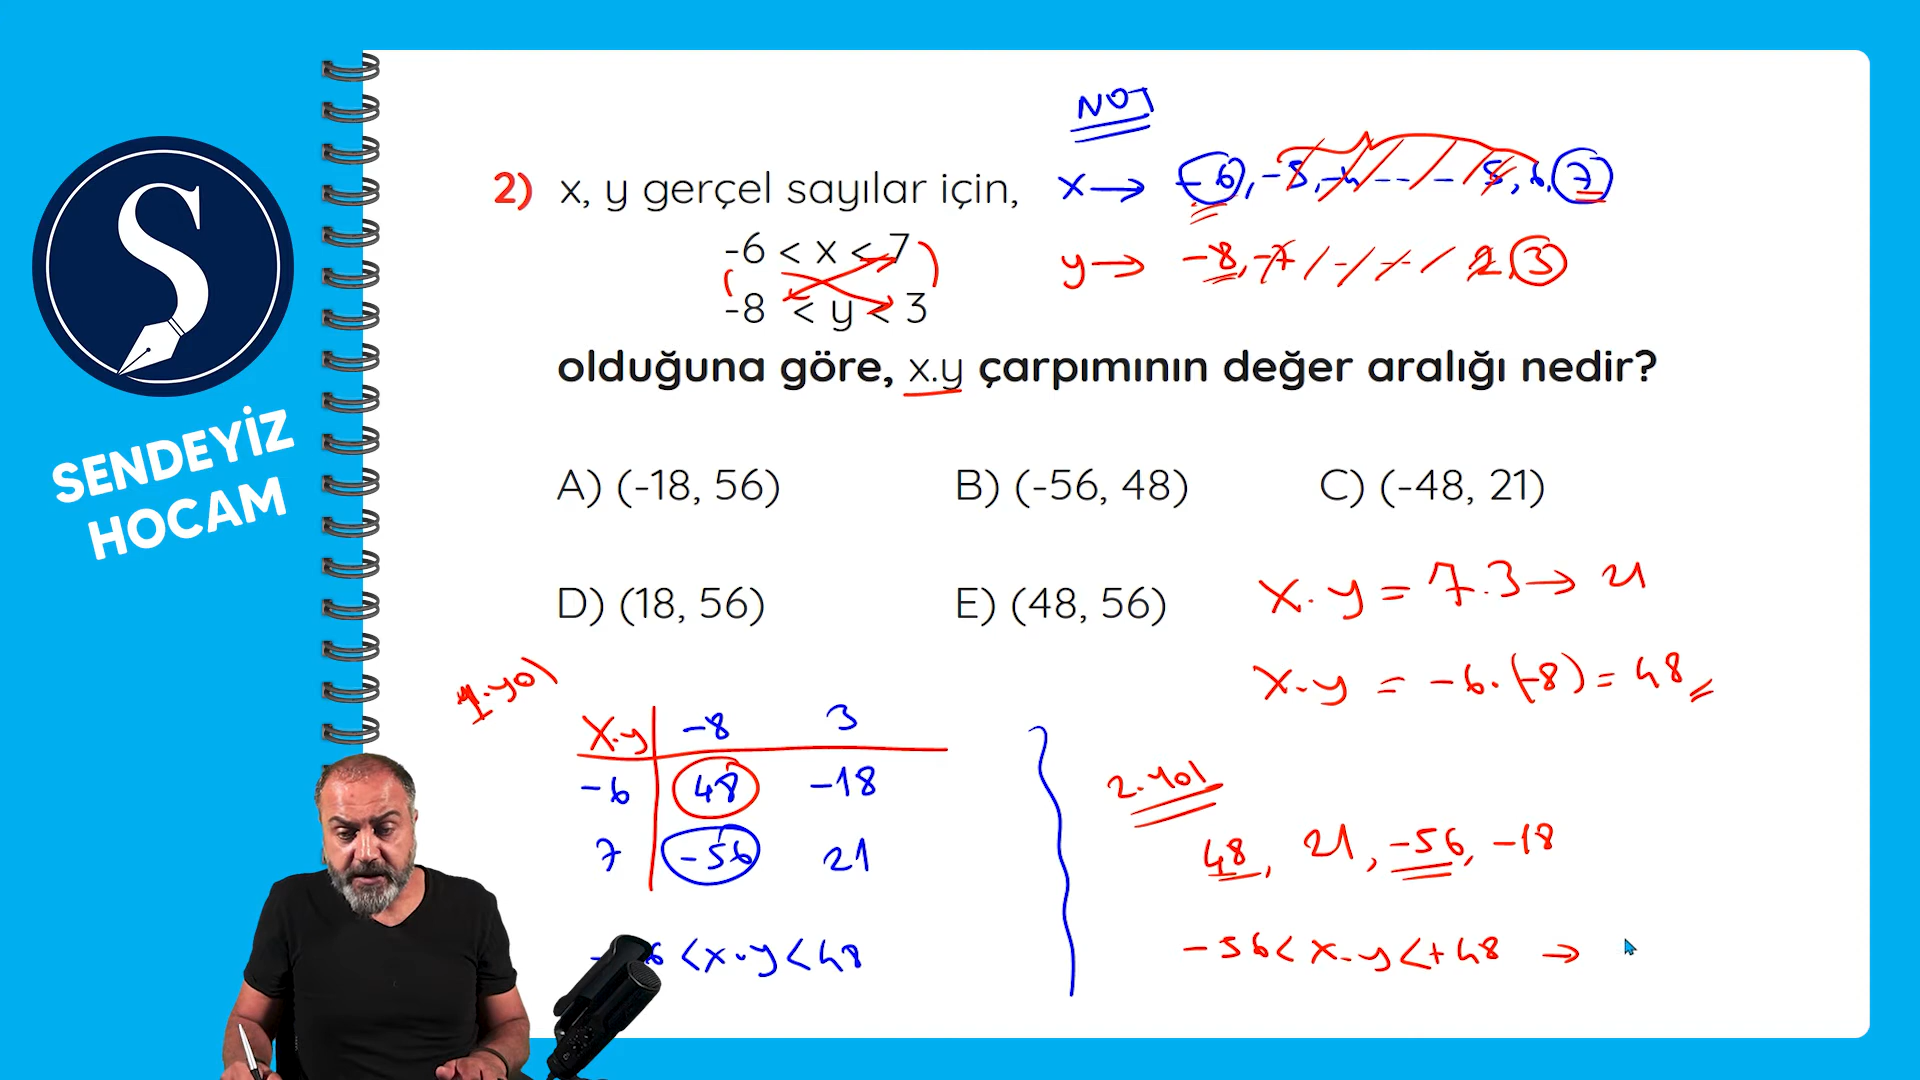 SENDEYİZ
HOCAM
NOT
2) x, y gerçel sayılar için,
-6 < x < 7
-8 < y < 3
x → -6, -5, -4 -- - 5, 6, 7
y → -8, -7 / - / - / 2 3
olduğuna göre, x.y çarpımının değer aralığı nedir?
A) (-18, 56)
B) (-56, 48)
C) (-48, 21)
D) (18, 56)
E) (48, 56)
x.y = 7.3 → 21
x.y = -6.(-8) = 48
1.yol
x.y -8 3
-6 48 -18
7 -56 21
6 < x.y < 48
2.yol
48, 21, -56, -18
-56 < x.y < +48 →